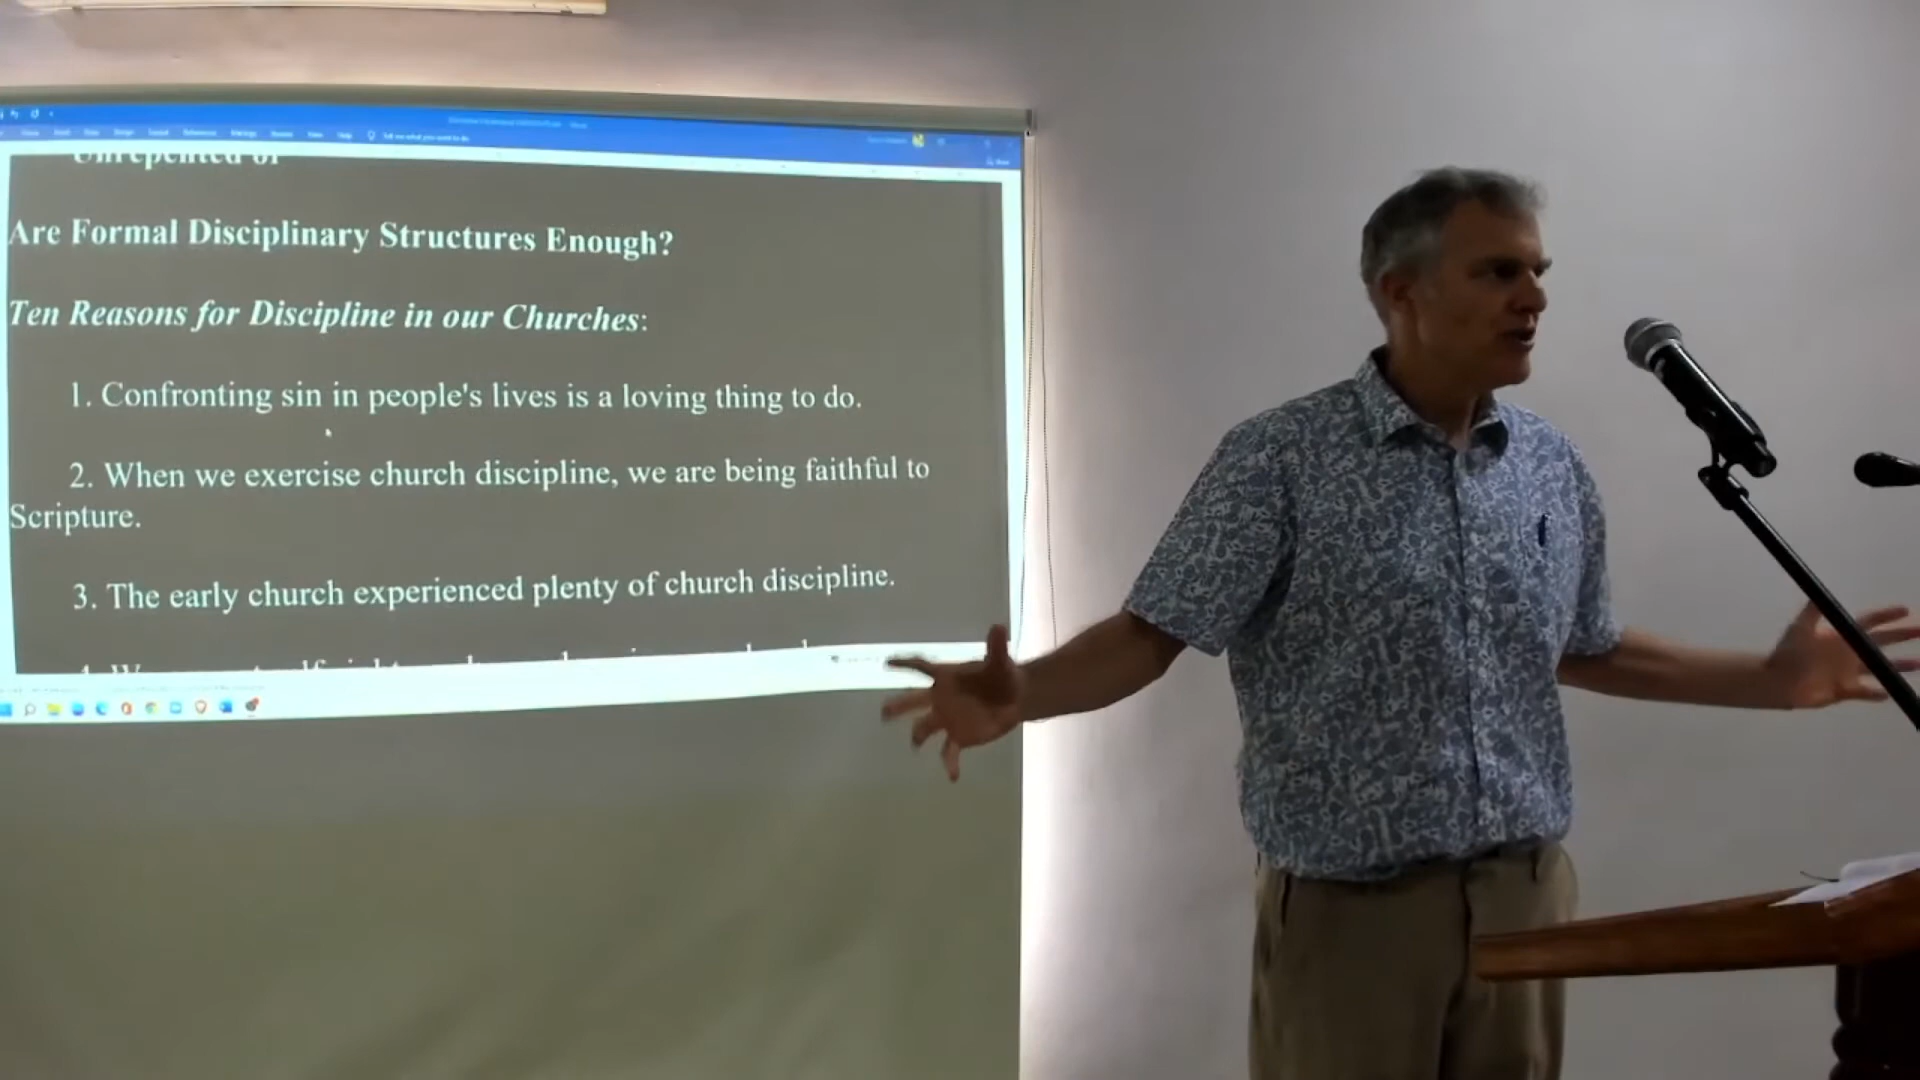 Unrepented of
Are Formal Disciplinary Structures Enough?
Ten Reasons for Discipline in our Churches:
1. Confronting sin in people's lives is a loving thing to do.
2. When we exercise church discipline, we are being faithful to
Scripture.
3. The early church experienced plenty of church discipline.